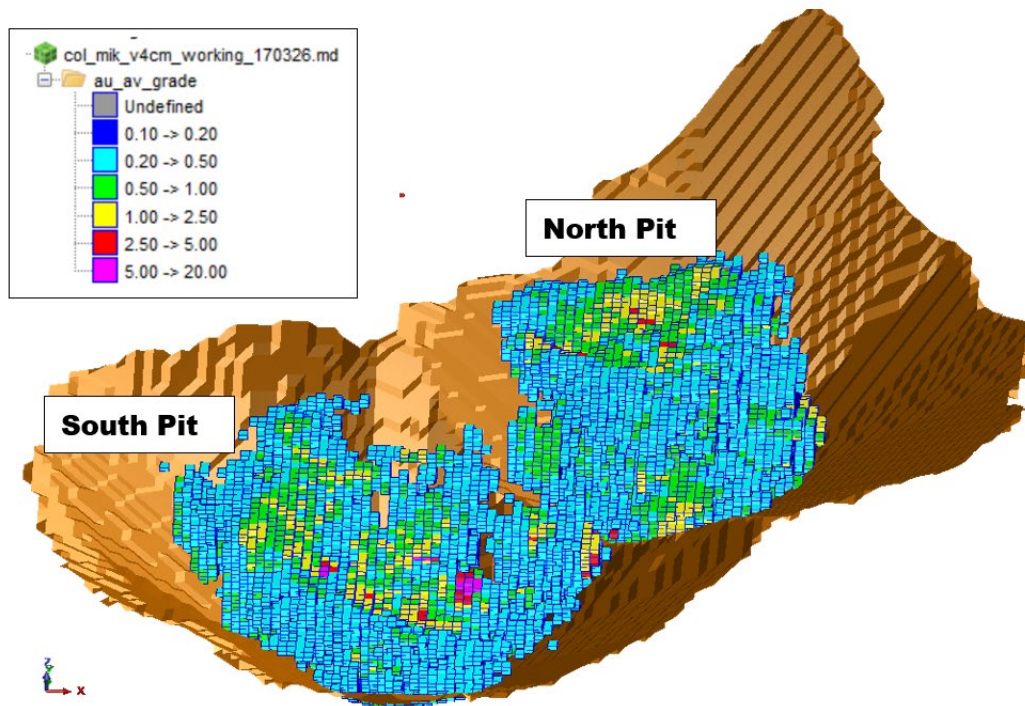 col_mik_v4cm_working_170326.md
au_av_grade
Undefined
0.10 -> 0.20
0.20 -> 0.50
0.50 -> 1.00
1.00 -> 2.50
2.50 -> 5.00
5.00 -> 20.00
North Pit
South Pit
Z
X